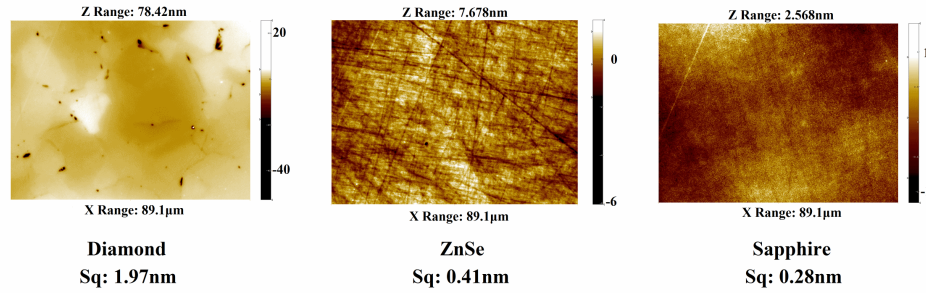 Z Range: 78.42nm
20
-40
X Range: 89.1μm
Diamond
Sq: 1.97nm
Z Range: 7.678nm
0
-6
X Range: 89.1μm
ZnSe
Sq: 0.41nm
Z Range: 2.568nm
X Range: 89.1μm
Sapphire
Sq: 0.28nm